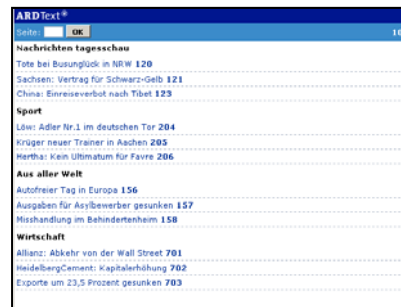 ARDText®
Seite: OK 10
Nachrichten tagesschau
Tote bei Busunglück in NRW 120
Sachsen: Vertrag für Schwarz-Gelb 121
China: Einreiseverbot nach Tibet 123
Sport
Löw: Adler Nr.1 im deutschen Tor 204
Krüger neuer Trainer in Aachen 205
Hertha: Kein Ultimatum für Favre 206
Aus aller Welt
Autofreier Tag in Europa 156
Ausgaben für Asylbewerber gesunken 157
Misshandlung im Behindertenheim 158
Wirtschaft
Allianz: Abkehr von der Wall Street 701
HeidelbergCement: Kapitalerhöhung 702
Exporte um 23,5 Prozent gesunken 703